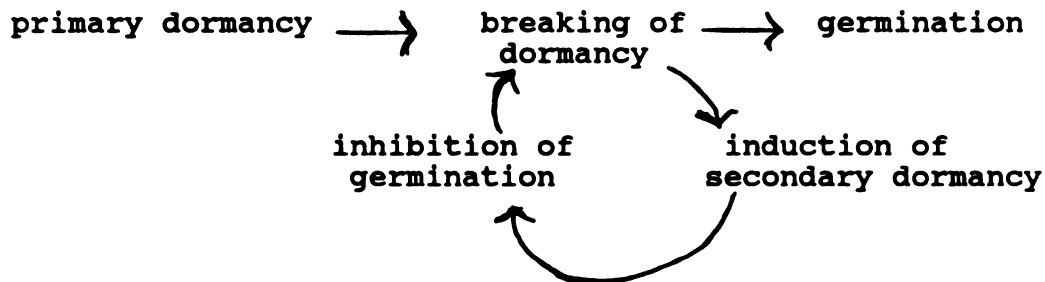 primary dormancy
breaking of
dormancy
germination
inhibition of
germination
induction of
secondary dormancy